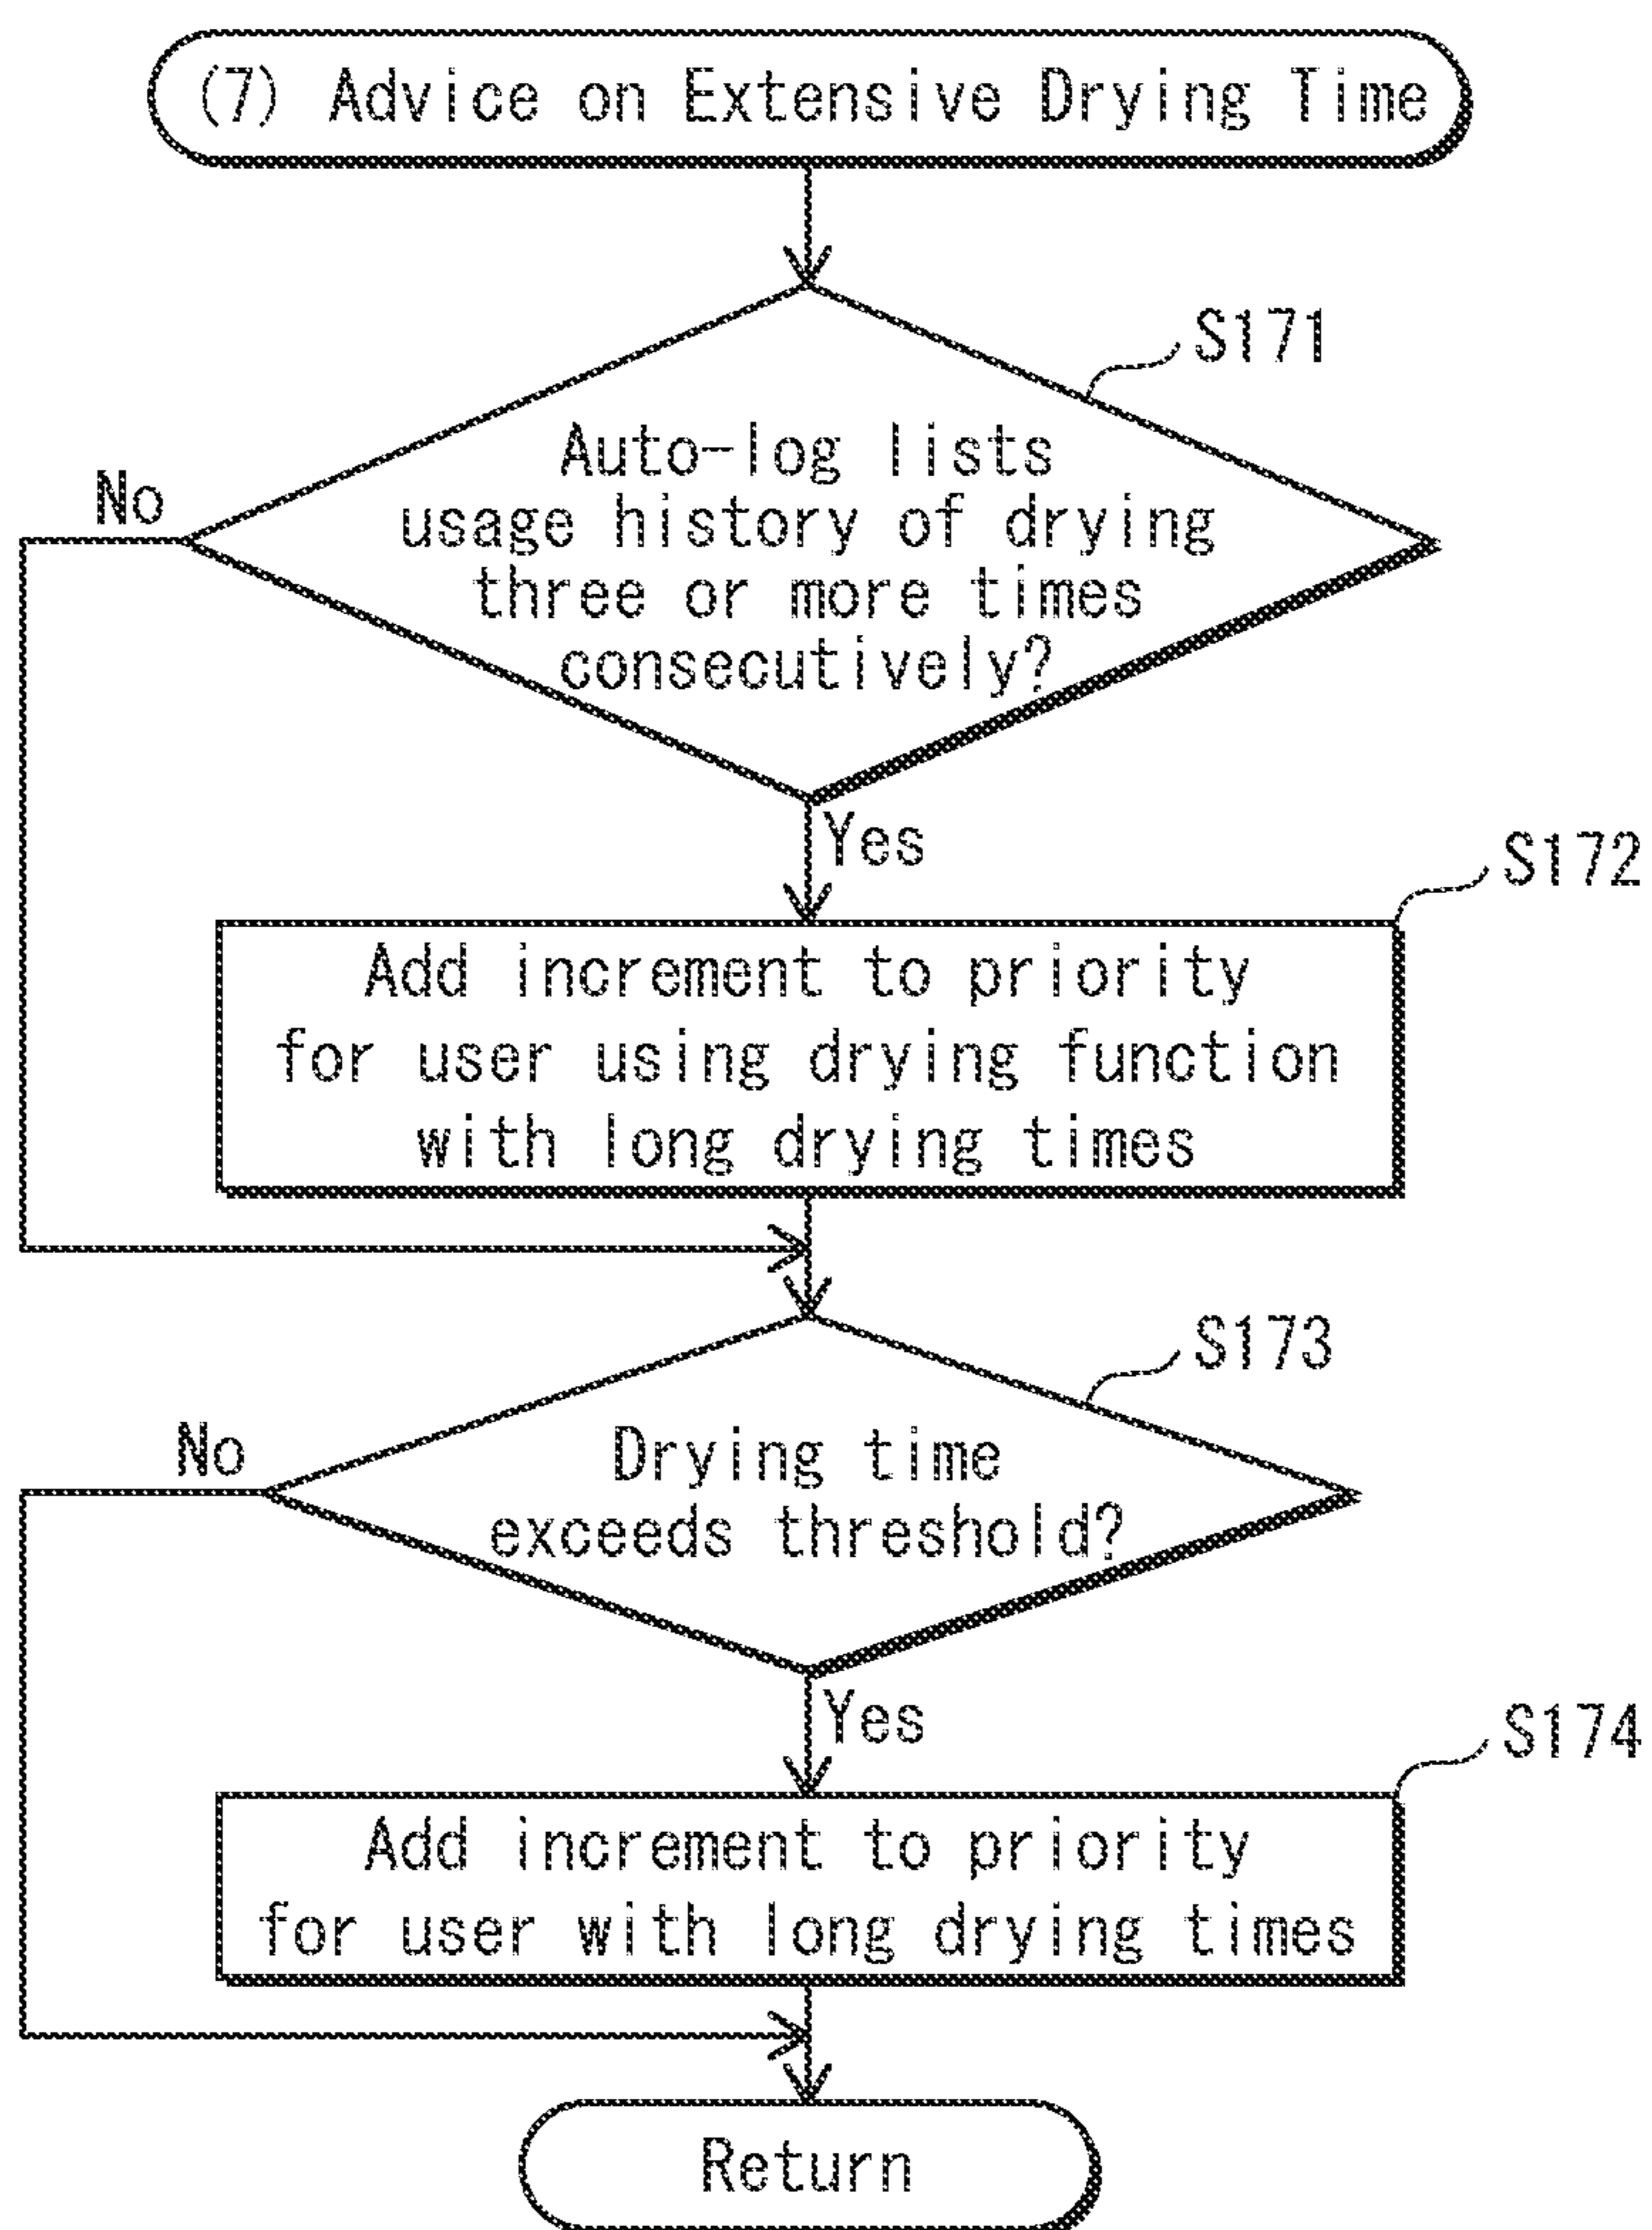 (7) Advice on Extensive Drying Time
S171
Auto-log lists
usage history of drying
three or more times
consecutively?
No
Yes
S172
Add increment to priority
for user using drying function
with long drying times
S173
Drying time
exceeds threshold?
No
Yes
S174
Add increment to priority
for user with long drying times
Return